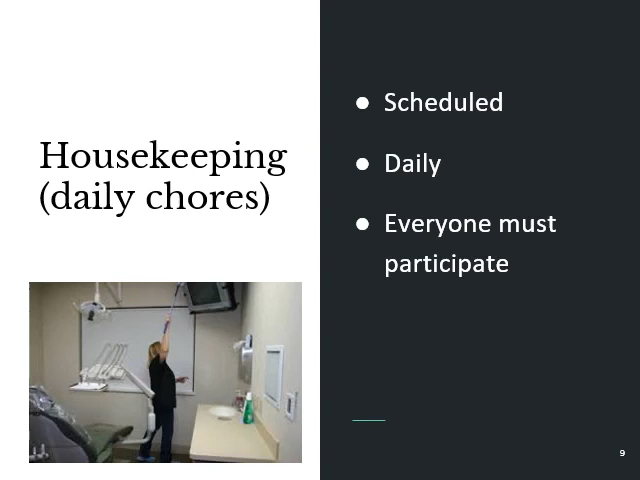 Housekeeping
(daily chores)
● Scheduled
● Daily
● Everyone must
participate
9